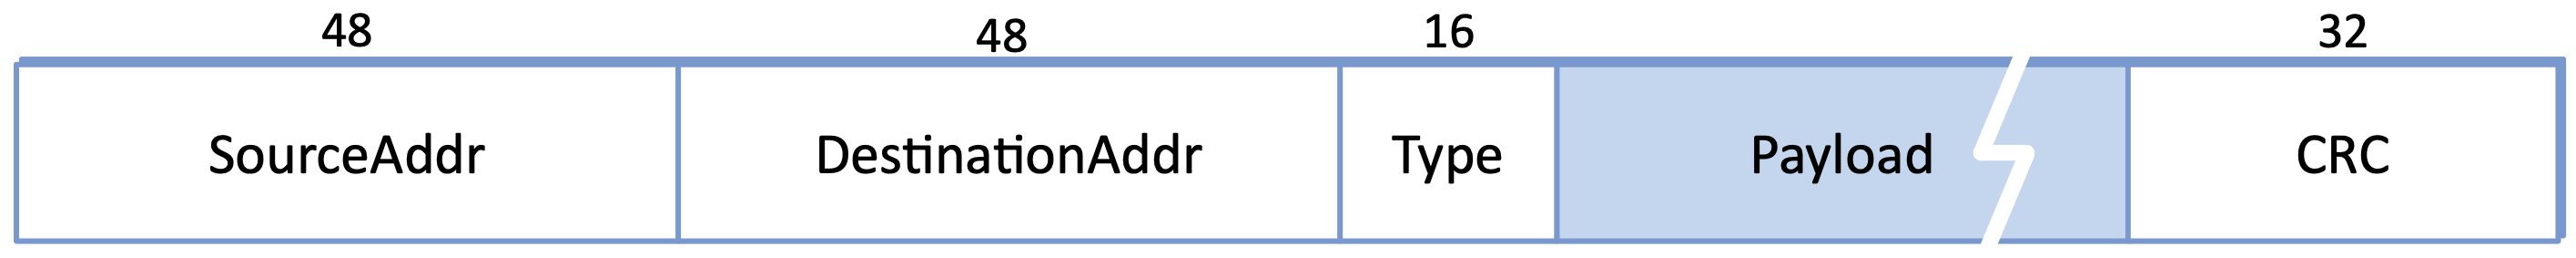 48 48 16 32
SourceAddr DestinationAddr Type Payload CRC